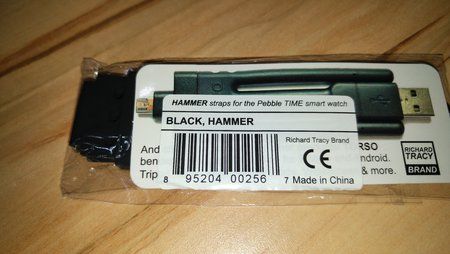 HAMMER straps for the Pebble TIME smart watch
BLACK, HAMMER
Richard Tracy Brand
CE
8 95204 00256 7
Made in China
And
ben
Trip
RSO
ndroid.
& more.
RICHARD
TRACY
BRAND